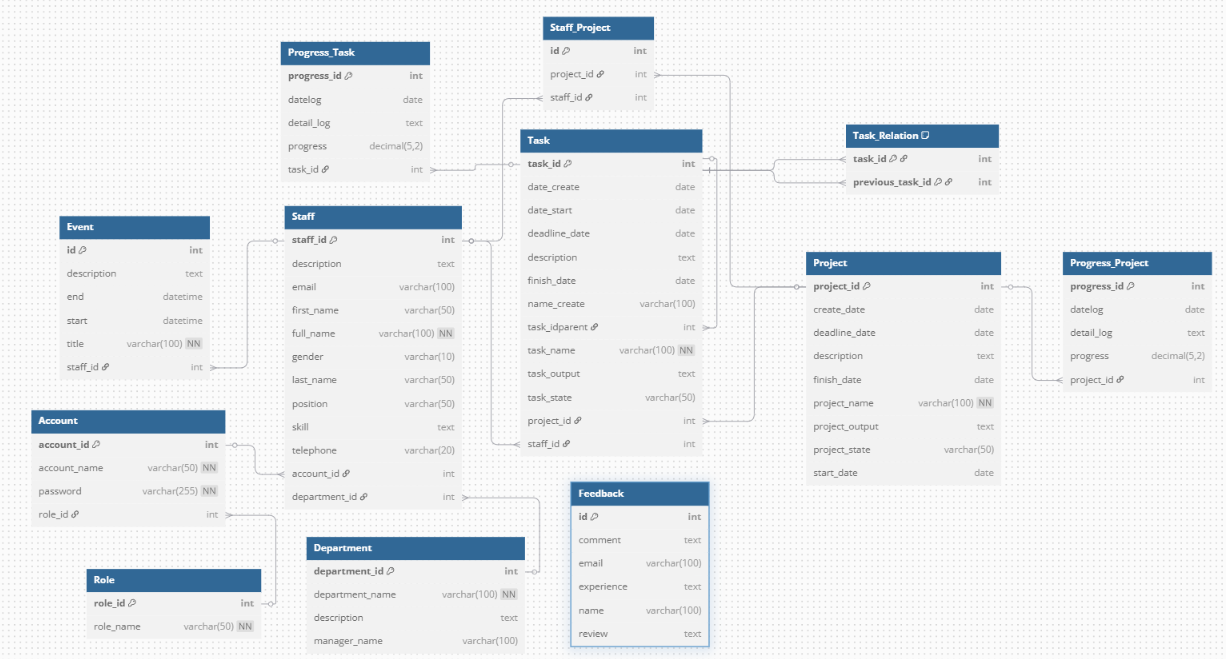 Staff_Project
id int
project_id int
staff_id int
Progress_Task
progress_id int
datelog date
detail_log text
progress decimal(5,2)
task_id int
Task
task_id int
date_create date
date_start date
deadline_date date
description text
finish_date date
name_create varchar(100)
task_idparent int
task_name varchar(100) NN
task_output text
task_state varchar(50)
project_id int
staff_id int
Task_Relation
task_id int
previous_task_id int
Event
id int
description text
end datetime
start datetime
title varchar(100) NN
staff_id int
Staff
staff_id int
description text
email varchar(100)
first_name varchar(50)
full_name varchar(100) NN
gender varchar(10)
last_name varchar(50)
position varchar(50)
skill text
telephone varchar(20)
account_id int
department_id int
Project
project_id int
create_date date
deadline_date date
description text
finish_date date
project_name varchar(100) NN
project_output text
project_state varchar(50)
start_date date
Progress_Project
progress_id int
datelog date
detail_log text
progress decimal(5,2)
project_id int
Account
account_id int
account_name varchar(50) NN
password varchar(255) NN
role_id int
Role
role_id int
role_name varchar(50) NN
Department
department_id int
department_name varchar(100) NN
description text
manager_name varchar(100)
Feedback
id int
comment text
email varchar(100)
experience text
name varchar(100)
review text